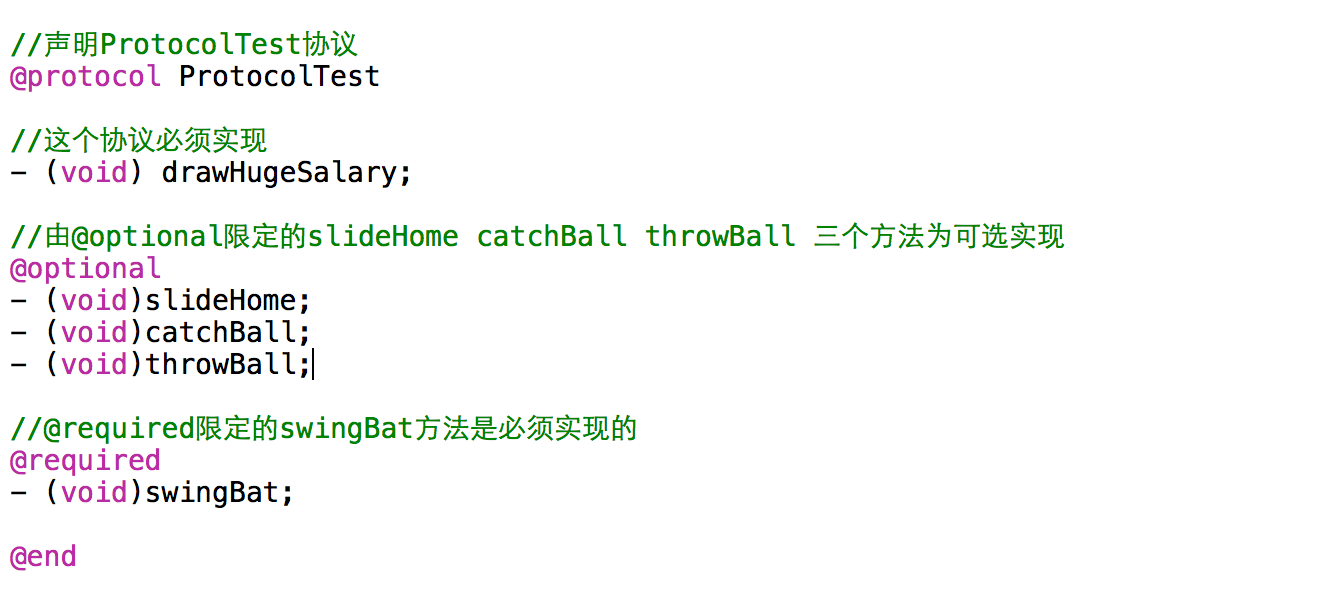 //声明ProtocolTest协议
@protocol ProtocolTest
//这个协议必须实现
- (void) drawHugeSalary;
//由@optional限定的slideHome catchBall throwBall 三个方法为可选实现
@optional
- (void)slideHome;
- (void)catchBall;
- (void)throwBall;
//@required限定的swingBat方法是必须实现的
@required
- (void)swingBat;
@end